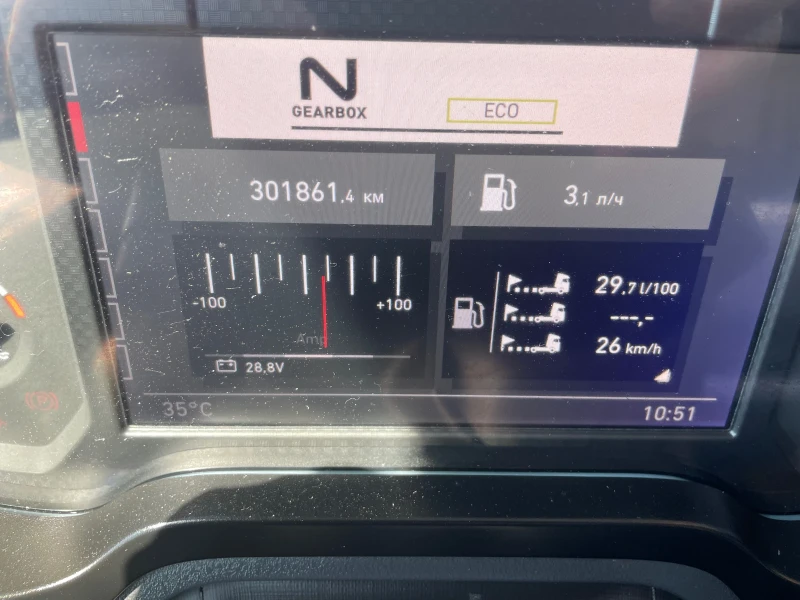 N
GEARBOX
ECO
301861,4 км
3,1 л/ч
-100
+100
Amp
28,8V
29,7 l/100
---,-
26 km/h
35°C
10:51